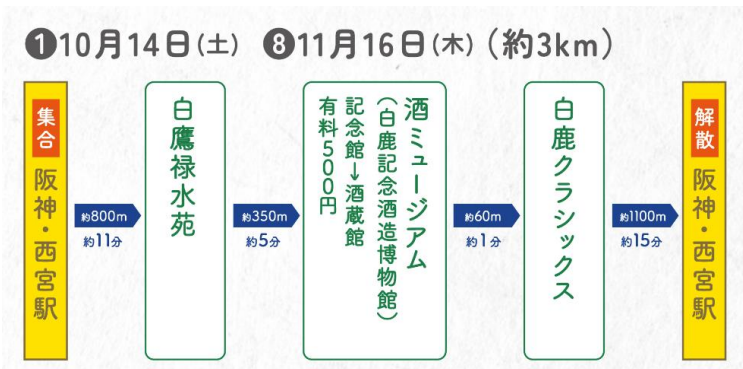 ❶10月14日(土) ❽11月16日(木) (約3km)
集合
阪神・西宮駅
約800m
約11分
白鷹禄水苑
約350m
約5分
酒ミュージアム
(白鹿記念酒造博物館)
記念館→酒蔵館
有料500円
約60m
約1分
白鹿クラシックス
約1100m
約15分
解散
阪神・西宮駅